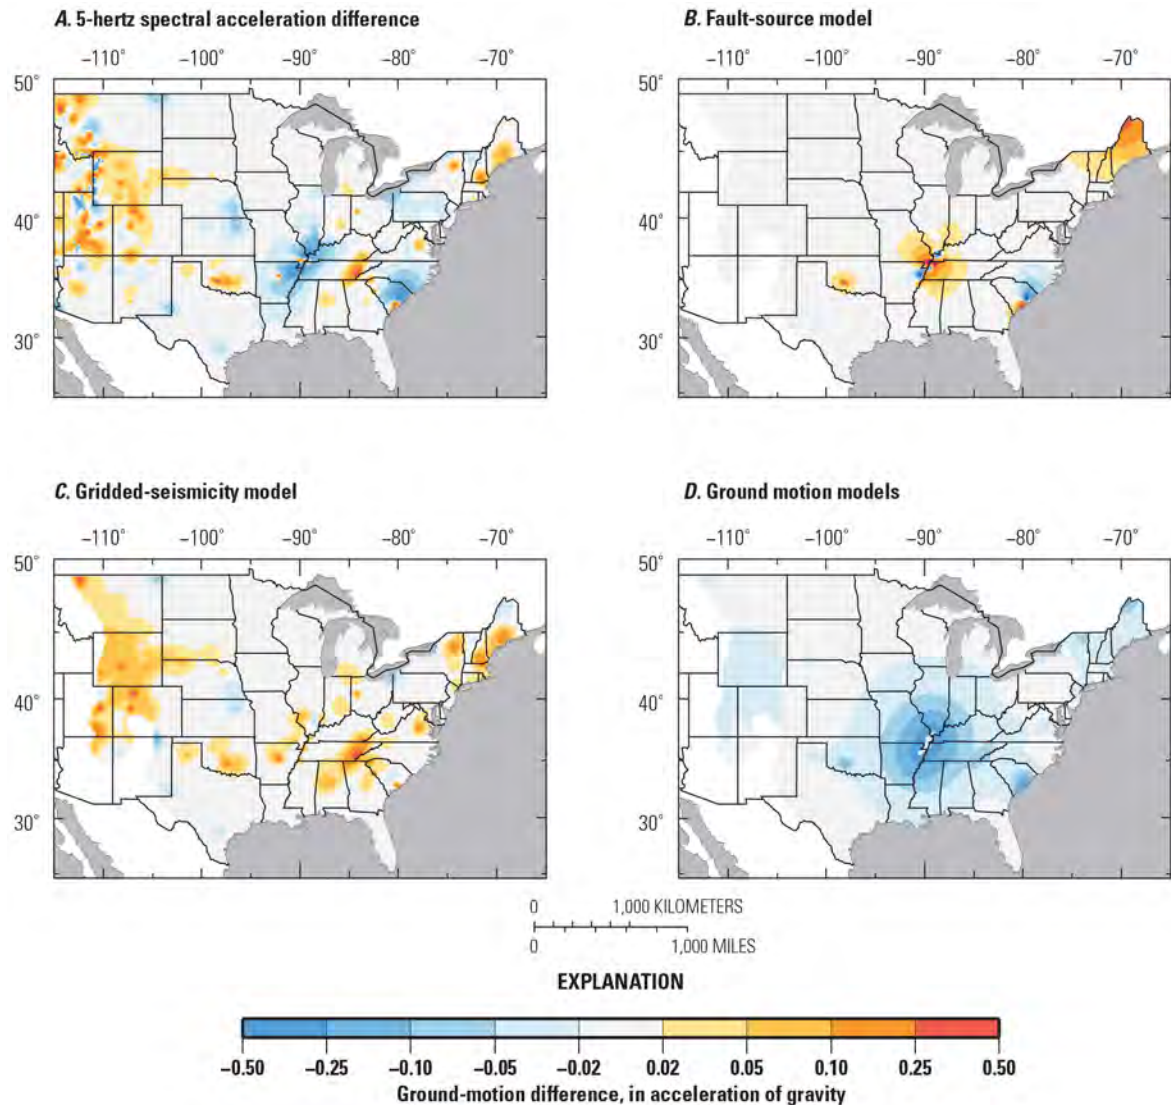 A. 5-hertz spectral acceleration difference
B. Fault-source model
−110° −100° −90° −80° −70°
−110° −100° −90° −80° −70°
50°
50°
40°
40°
30°
30°
C. Gridded-seismicity model
D. Ground motion models
−110° −100° −90° −80° −70°
−110° −100° −90° −80° −70°
50°
50°
40°
40°
30°
30°
0 1,000 KILOMETERS
0 1,000 MILES
EXPLANATION
−0.50 −0.25 −0.10 −0.05 −0.02 0.02 0.05 0.10 0.25 0.50
Ground-motion difference, in acceleration of gravity